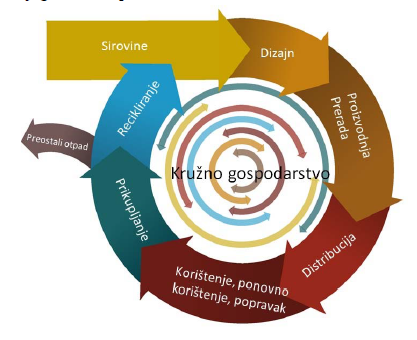 Sirovine
Dizajn
Proizvodnja
Prerada
Distribucija
Korištenje, ponovno
korištenje, popravak
Prikupljanje
Recikliranje
Preostali otpad
Kružno gospodarstvo